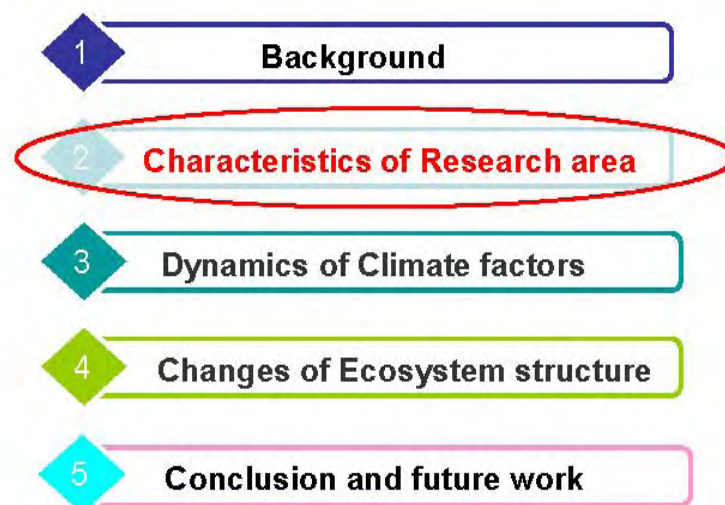 1 Background
2 Characteristics of Research area
3 Dynamics of Climate factors
4 Changes of Ecosystem structure
5 Conclusion and future work